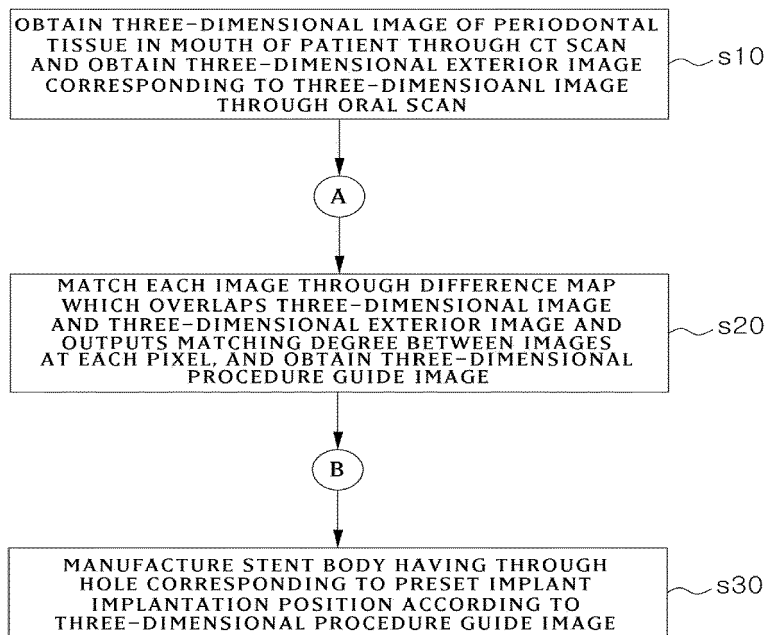 OBTAIN THREE-DIMENSIONAL IMAGE OF PERIODONTAL
TISSUE IN MOUTH OF PATIENT THROUGH CT SCAN
AND OBTAIN THREE-DIMENSIONAL EXTERIOR IMAGE
CORRESPONDING TO THREE-DIMENSIOANL IMAGE
THROUGH ORAL SCAN
s10
A
MATCH EACH IMAGE THROUGH DIFFERENCE MAP
WHICH OVERLAPS THREE-DIMENSIONAL IMAGE
AND THREE-DIMENSIONAL EXTERIOR IMAGE AND
OUTPUTS MATCHING DEGREE BETWEEN IMAGES
AT EACH PIXEL, AND OBTAIN THREE-DIMENSIONAL
PROCEDURE GUIDE IMAGE
s20
B
MANUFACTURE STENT BODY HAVING THROUGH
HOLE CORRESPONDING TO PRESET IMPLANT
IMPLANTATION POSITION ACCORDING TO
THREE-DIMENSIONAL PROCEDURE GUIDE IMAGE
s30